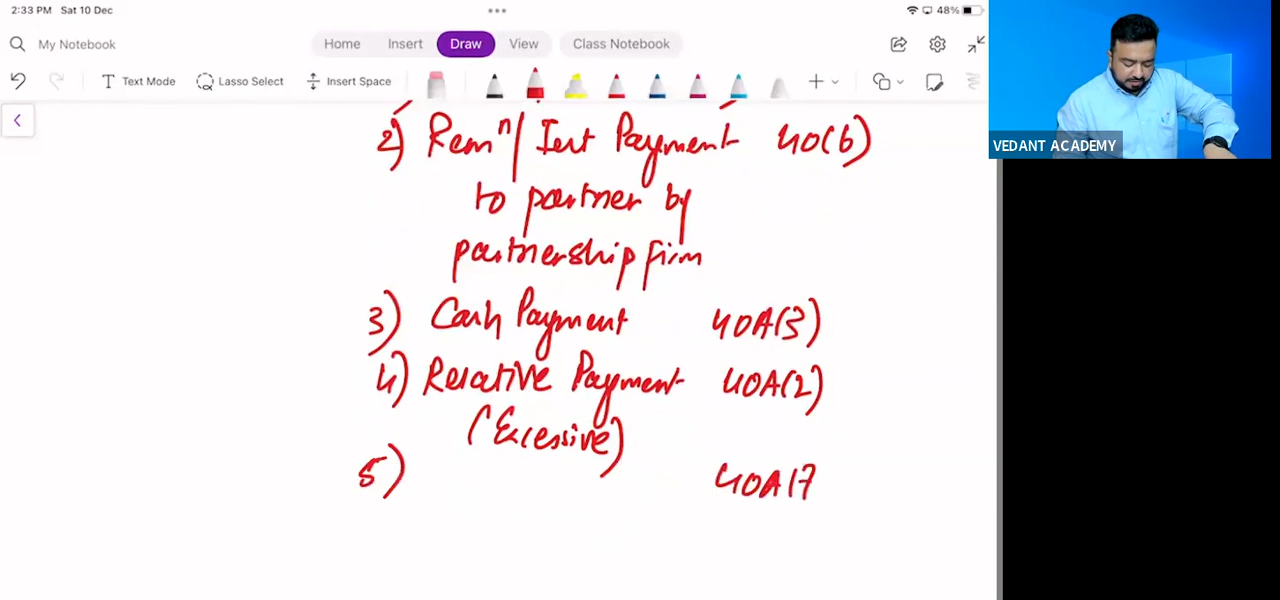 2:33 PM Sat 10 Dec
48%
My Notebook
Home Insert Draw View Class Notebook
Text Mode Lasso Select Insert Space
2) Remⁿ/ Int Payment 40(b)
to partner by
partnership firm
3) Cash Payment 40A(3)
4) Relative Payment 40A(2)
(Excessive)
5) 40A(7
VEDANT ACADEMY